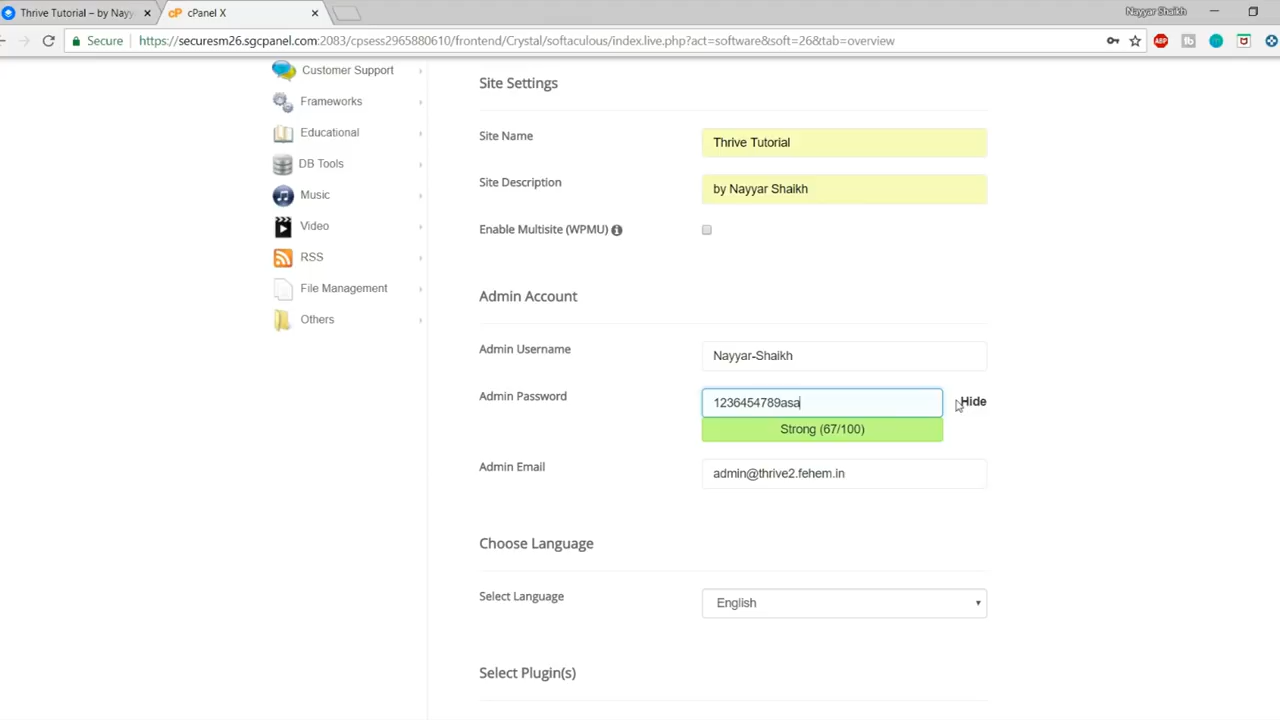 Thrive Tutorial – by Nayy
cPanel X
Nayyar Shaikh
Secure
https://securesm26.sgcpanel.com:2083/cpsess2965880610/frontend/Crystal/softaculous/index.live.php?act=software&soft=26&tab=overview
ABP
Customer Support
Frameworks
Educational
DB Tools
Music
Video
RSS
File Management
Others
Site Settings
Site Name
Thrive Tutorial
Site Description
by Nayyar Shaikh
Enable Multisite (WPMU)
Admin Account
Admin Username
Nayyar-Shaikh
Admin Password
1236454789asa
Hide
Strong (67/100)
Admin Email
admin@thrive2.fehem.in
Choose Language
Select Language
English
Select Plugin(s)